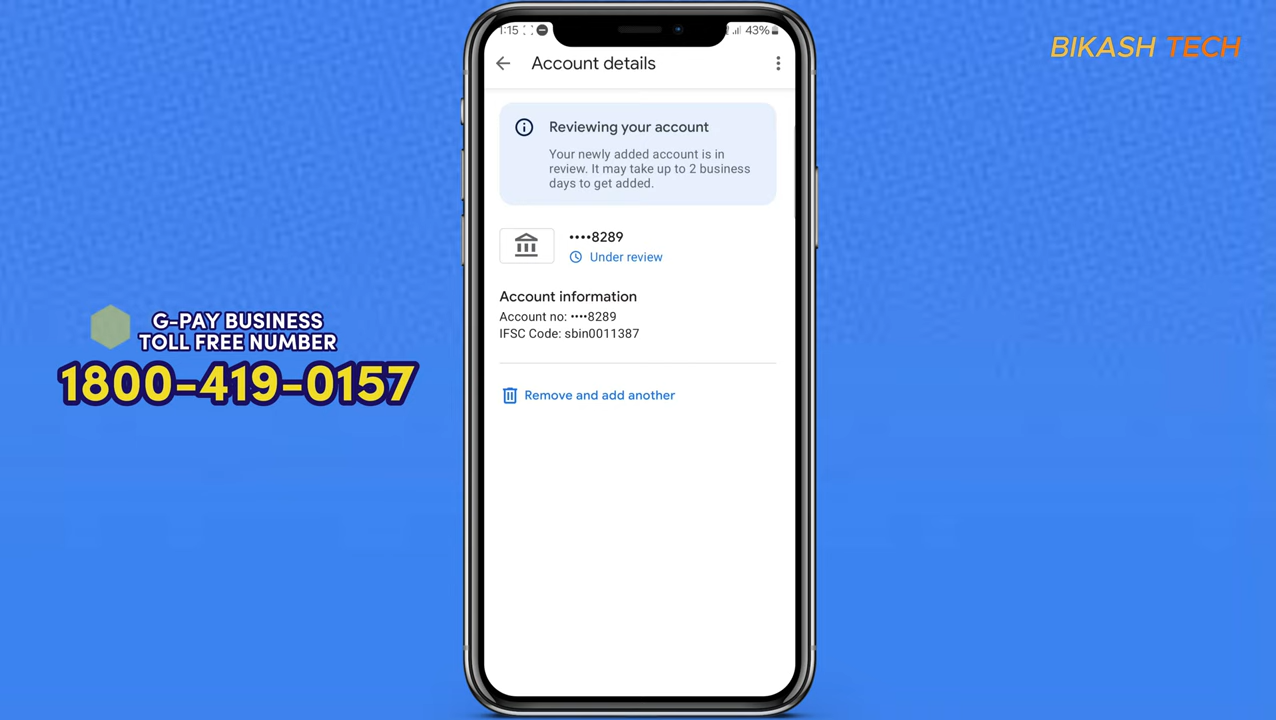 1:15
43%
BIKASH TECH
Account details
Reviewing your account
Your newly added account is in
review. It may take up to 2 business
days to get added.
••••8289
Under review
Account information
Account no: ••••8289
IFSC Code: sbin0011387
Remove and add another
G-PAY BUSINESS
TOLL FREE NUMBER
1800-419-0157